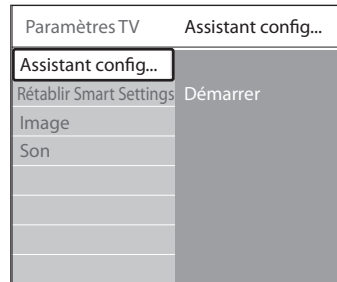 Paramètres TV Assistant config...
Assistant config...
Rétablir Smart Settings Démarrer
Image
Son